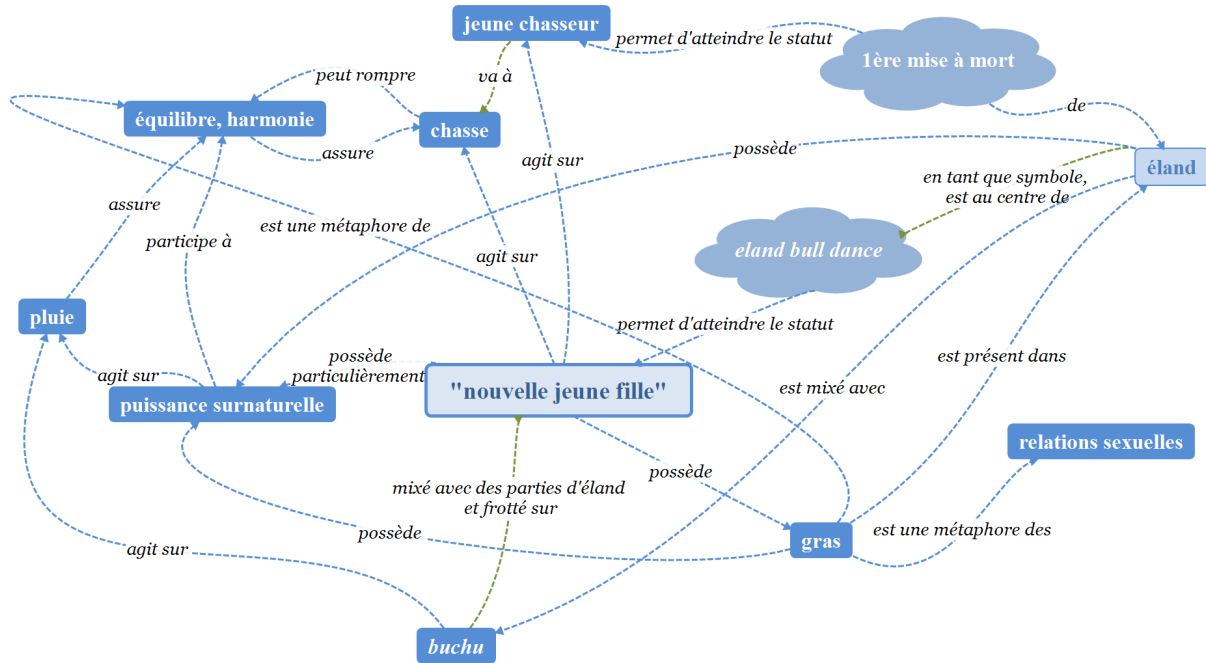 jeune chasseur
permet d'atteindre le statut
1ère mise à mort
va à
peut rompre
équilibre, harmonie
chasse
de
assure
agit sur
possède
éland
en tant que symbole,
est au centre de
assure
est une métaphore de
participe à
agit sur
eland bull dance
pluie
permet d'atteindre le statut
possède
particulièrement
est présent dans
agit sur
puissance surnaturelle
"nouvelle jeune fille"
est mixé avec
relations sexuelles
possède
mixé avec des parties d'éland
et frotté sur
possède
gras
est une métaphore des
agit sur
buchu